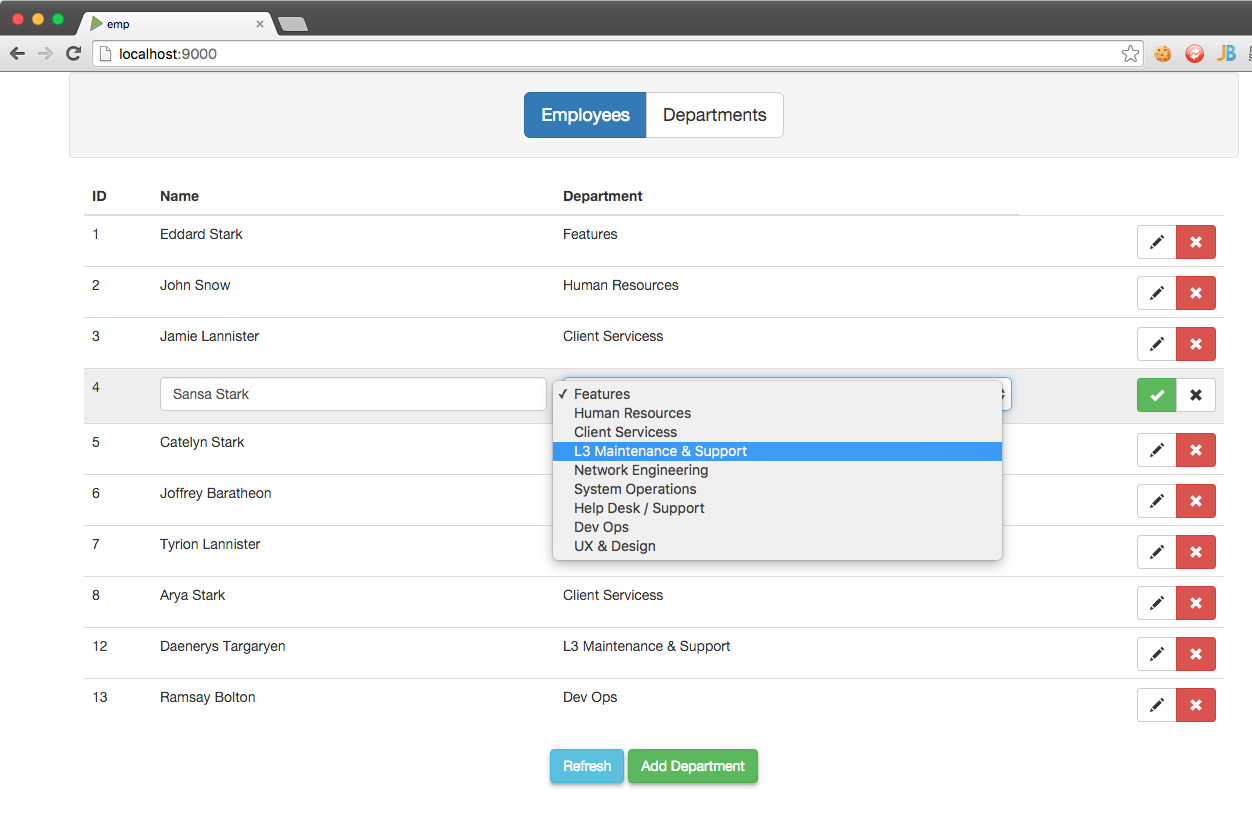 emp
localhost:9000
JB
Employees Departments
ID Name Department
1 Eddard Stark Features
2 John Snow Human Resources
3 Jamie Lannister Client Servicess
4 Sansa Stark
✓ Features
Human Resources
Client Servicess
L3 Maintenance & Support
Network Engineering
System Operations
Help Desk / Support
Dev Ops
UX & Design
5 Catelyn Stark
6 Joffrey Baratheon
7 Tyrion Lannister
8 Arya Stark Client Servicess
12 Daenerys Targaryen L3 Maintenance & Support
13 Ramsay Bolton Dev Ops
Refresh Add Department